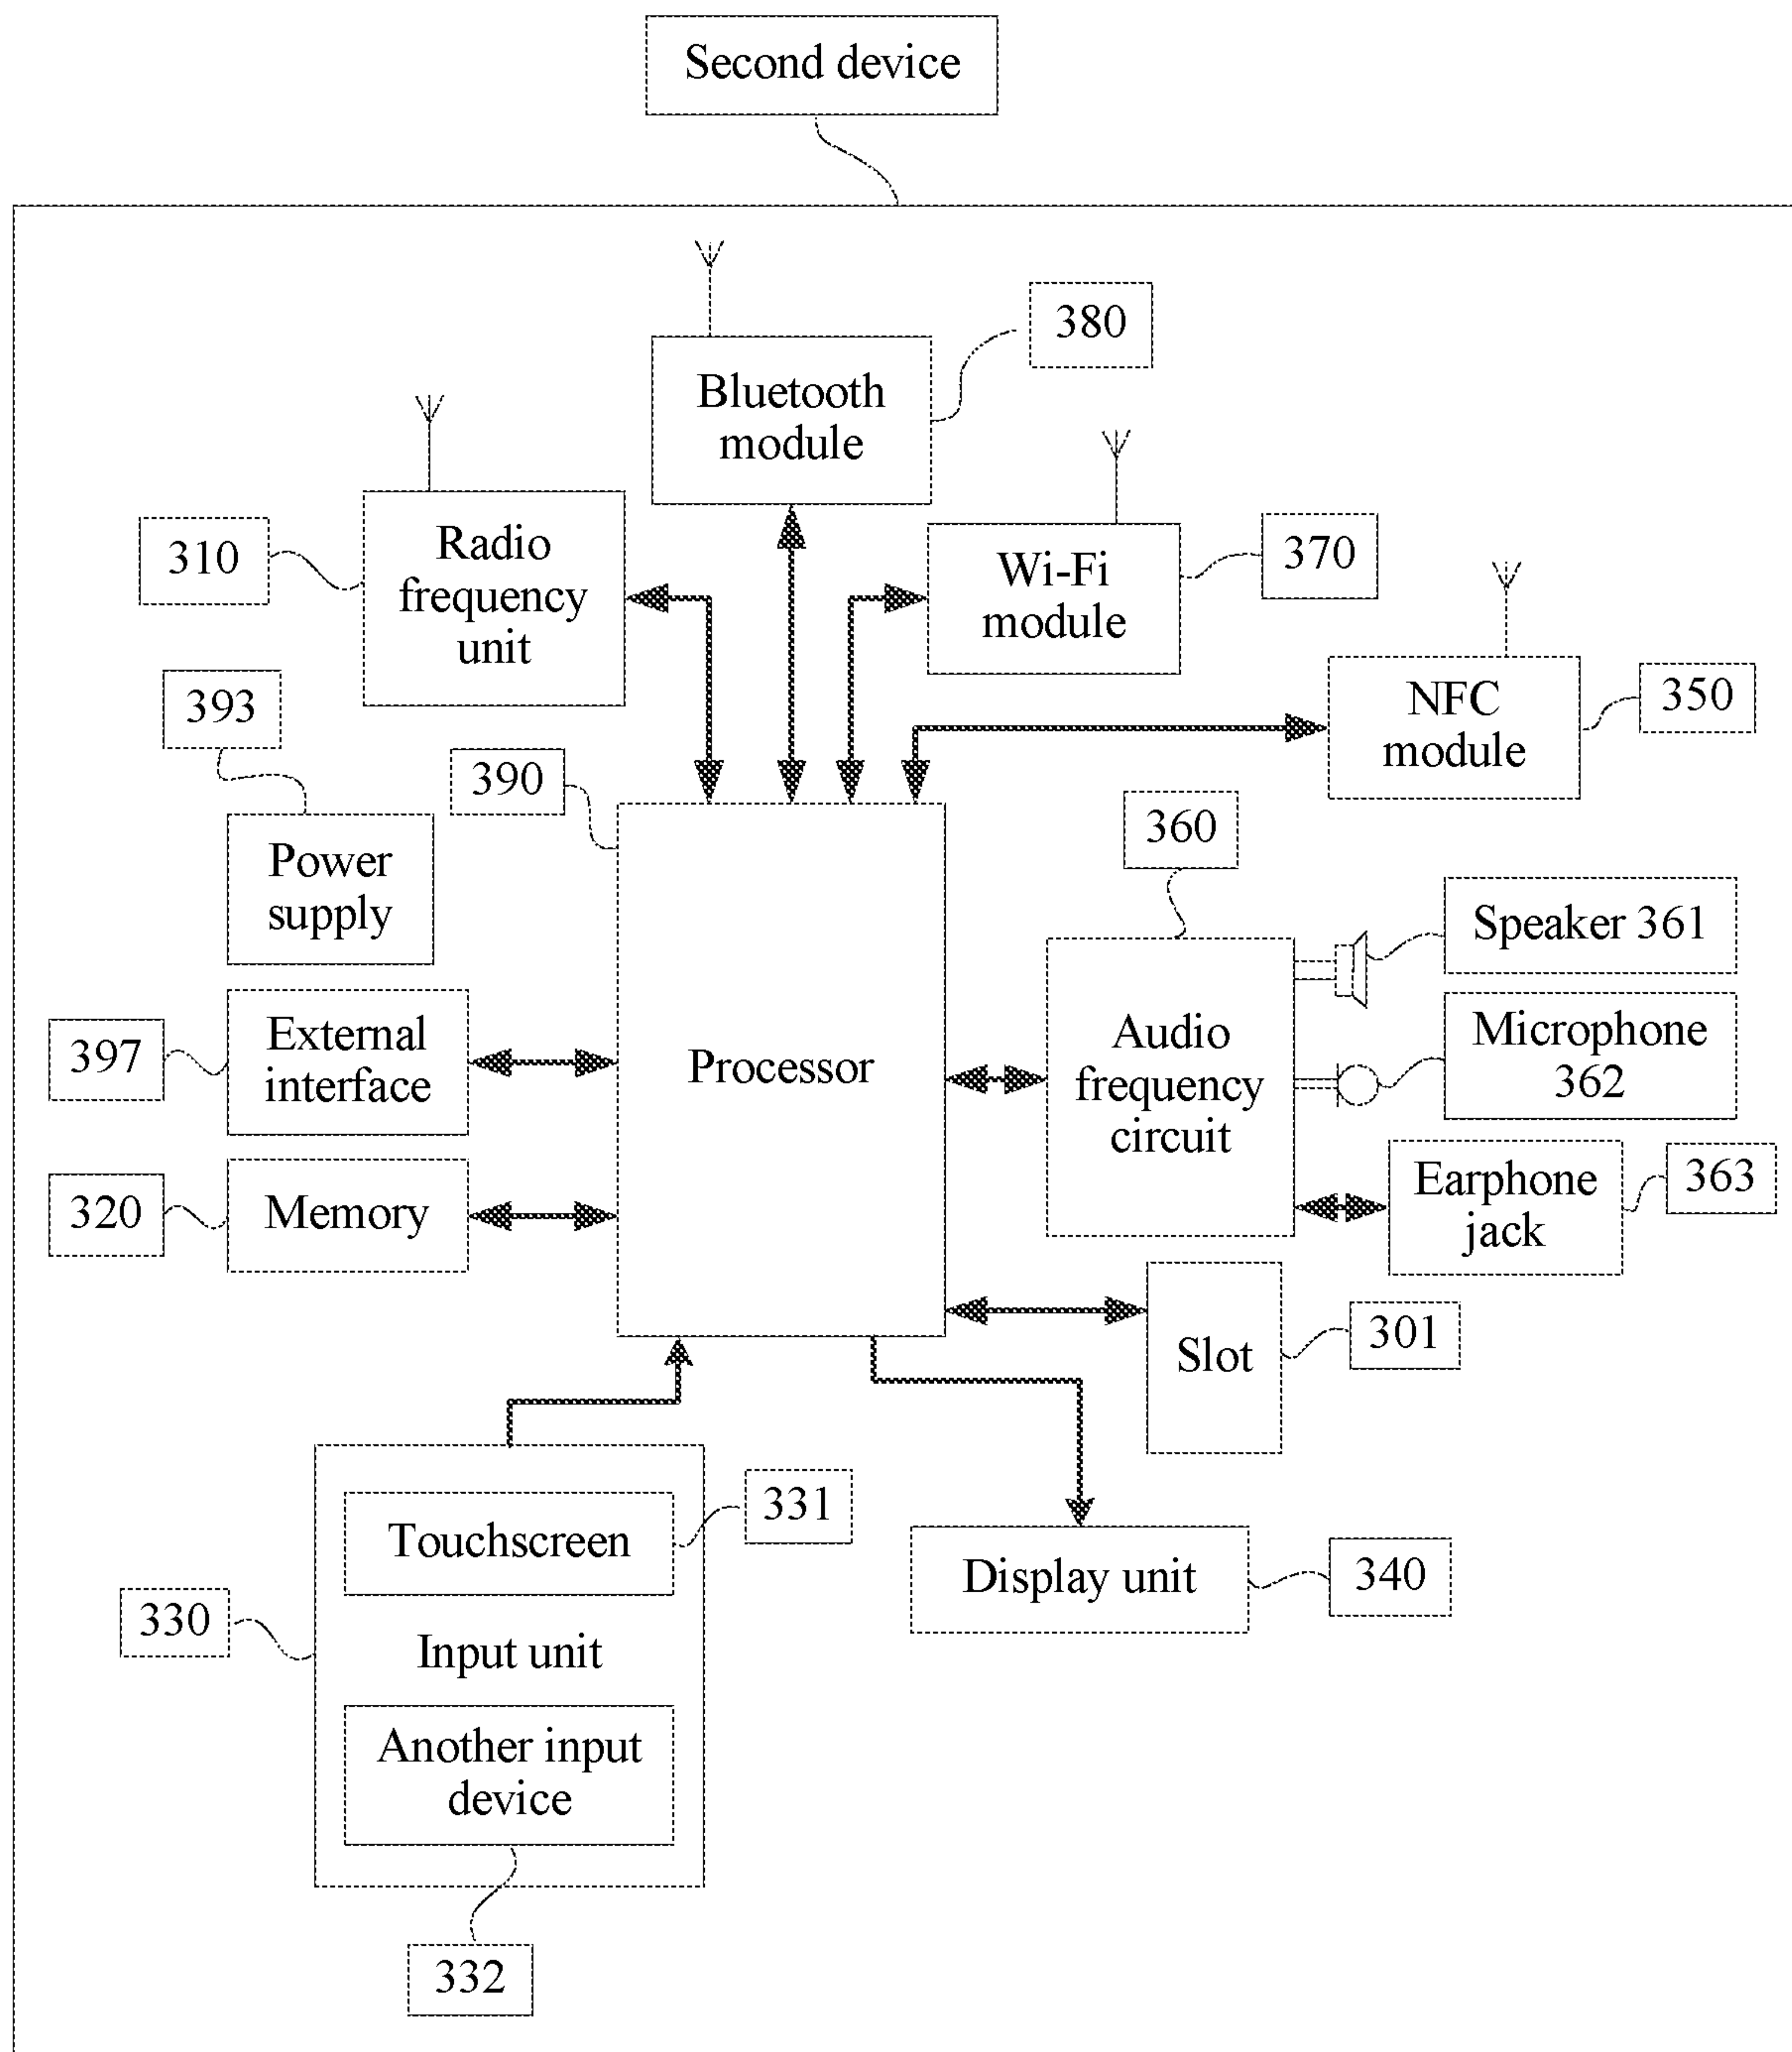 Second device
380
Bluetooth
module
310
Radio
frequency
unit
Wi-Fi
module
370
393
390
NFC
module
350
Power
supply
360
Speaker 361
397
External
interface
Processor
Audio
frequency
circuit
Microphone
362
320
Memory
Earphone
jack
363
Slot
301
Touchscreen
331
330
Input unit
Display unit
340
Another input
device
332